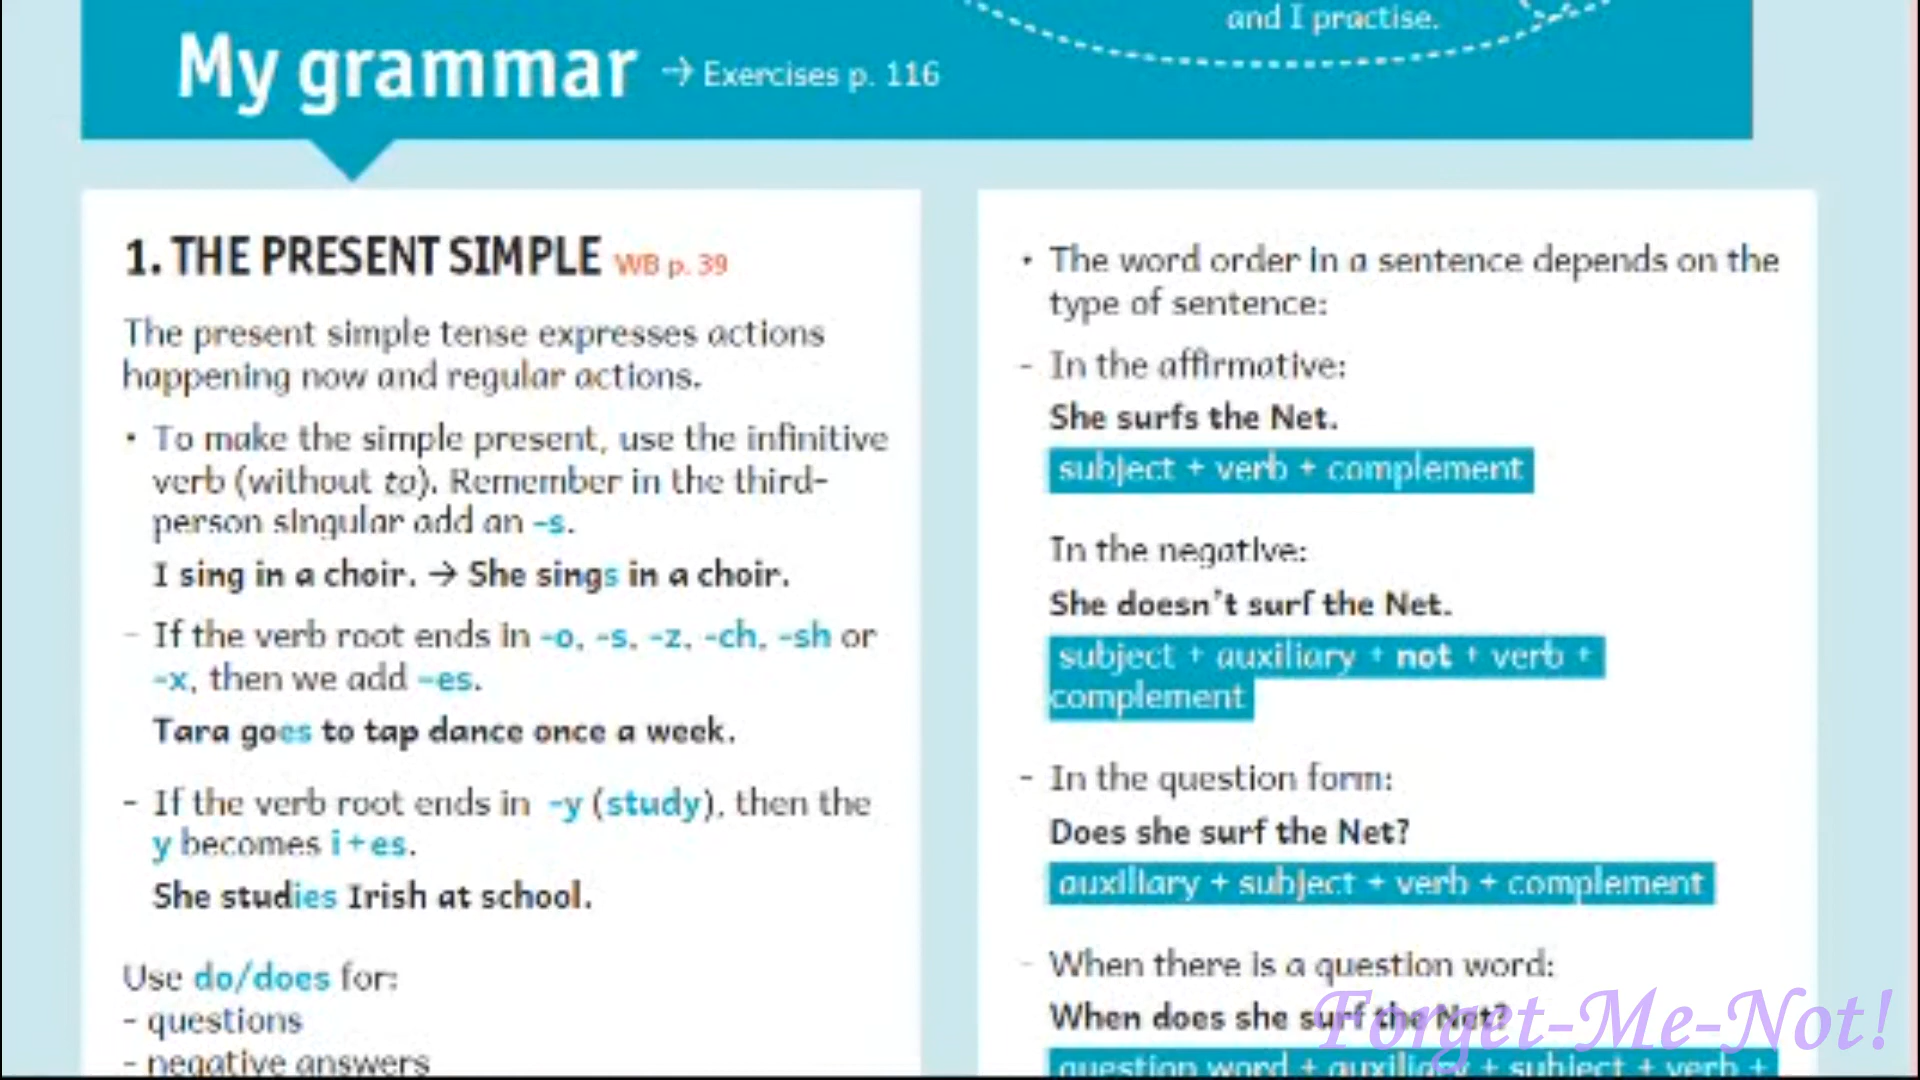 and I practise.
My grammar → Exercises p. 116
1. THE PRESENT SIMPLE WB p. 39
The present simple tense expresses actions
happening now and regular actions.
• To make the simple present, use the infinitive
verb (without to). Remember in the third-
person singular add an -s.
I sing in a choir. → She sings in a choir.
- If the verb root ends in -o, -s, -z, -ch, -sh or
-x, then we add -es.
Tara goes to tap dance once a week.
- If the verb root ends in -y (study), then the
y becomes i+es.
She studies Irish at school.
Use do/does for:
- questions
- negative answers
• The word order in a sentence depends on the
type of sentence:
- In the affirmative:
She surfs the Net.
subject + verb + complement
In the negative:
She doesn't surf the Net.
subject + auxiliary + not + verb +
complement
- In the question form:
Does she surf the Net?
auxiliary + subject + verb + complement
- When there is a question word:
When does she surf the Net?
question word + auxiliary + subject + verb +
Forget-Me-Not!